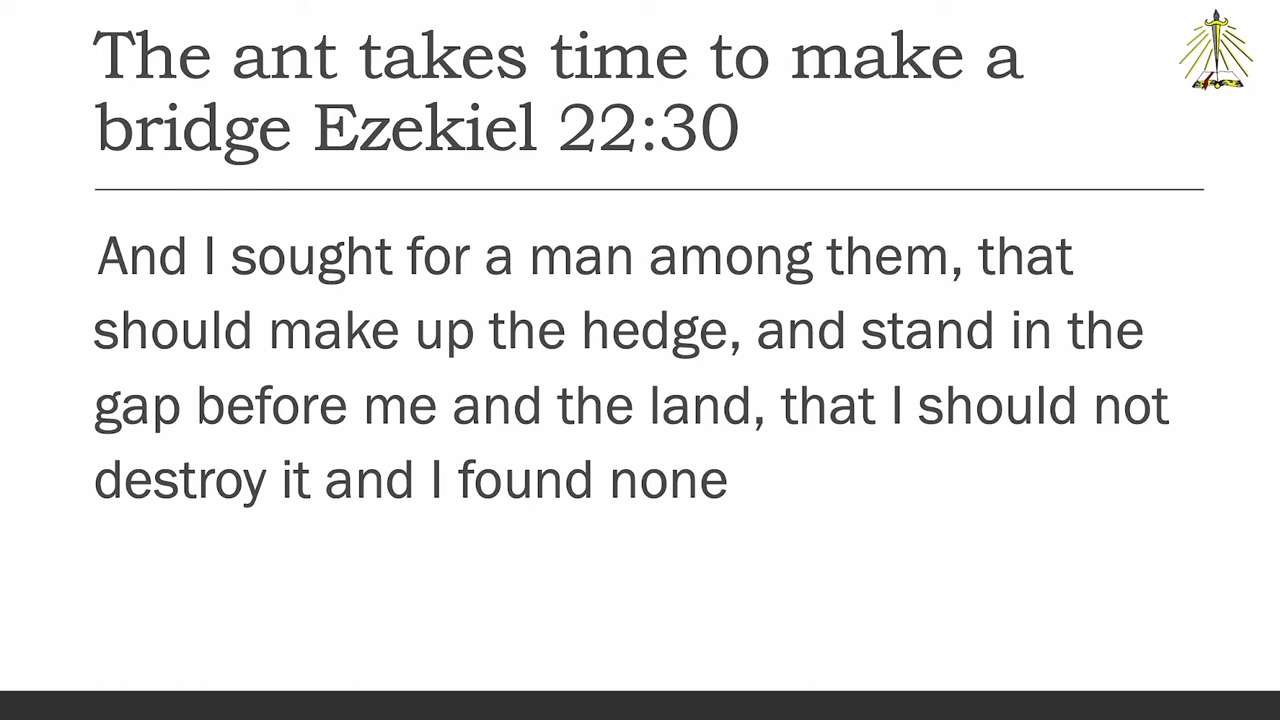 The ant takes time to make a
bridge Ezekiel 22:30
And I sought for a man among them, that
should make up the hedge, and stand in the
gap before me and the land, that I should not
destroy it and I found none